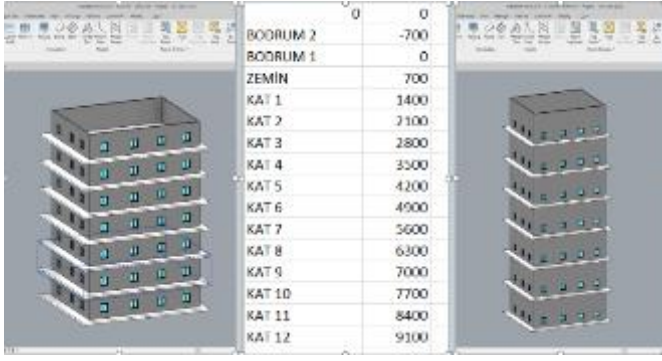 0 0
BODRUM 2 -700
BODRUM 1 0
ZEMİN 700
KAT 1 1400
KAT 2 2100
KAT 3 2800
KAT 4 3500
KAT 5 4200
KAT 6 4900
KAT 7 5600
KAT 8 6300
KAT 9 7000
KAT 10 7700
KAT 11 8400
KAT 12 9100